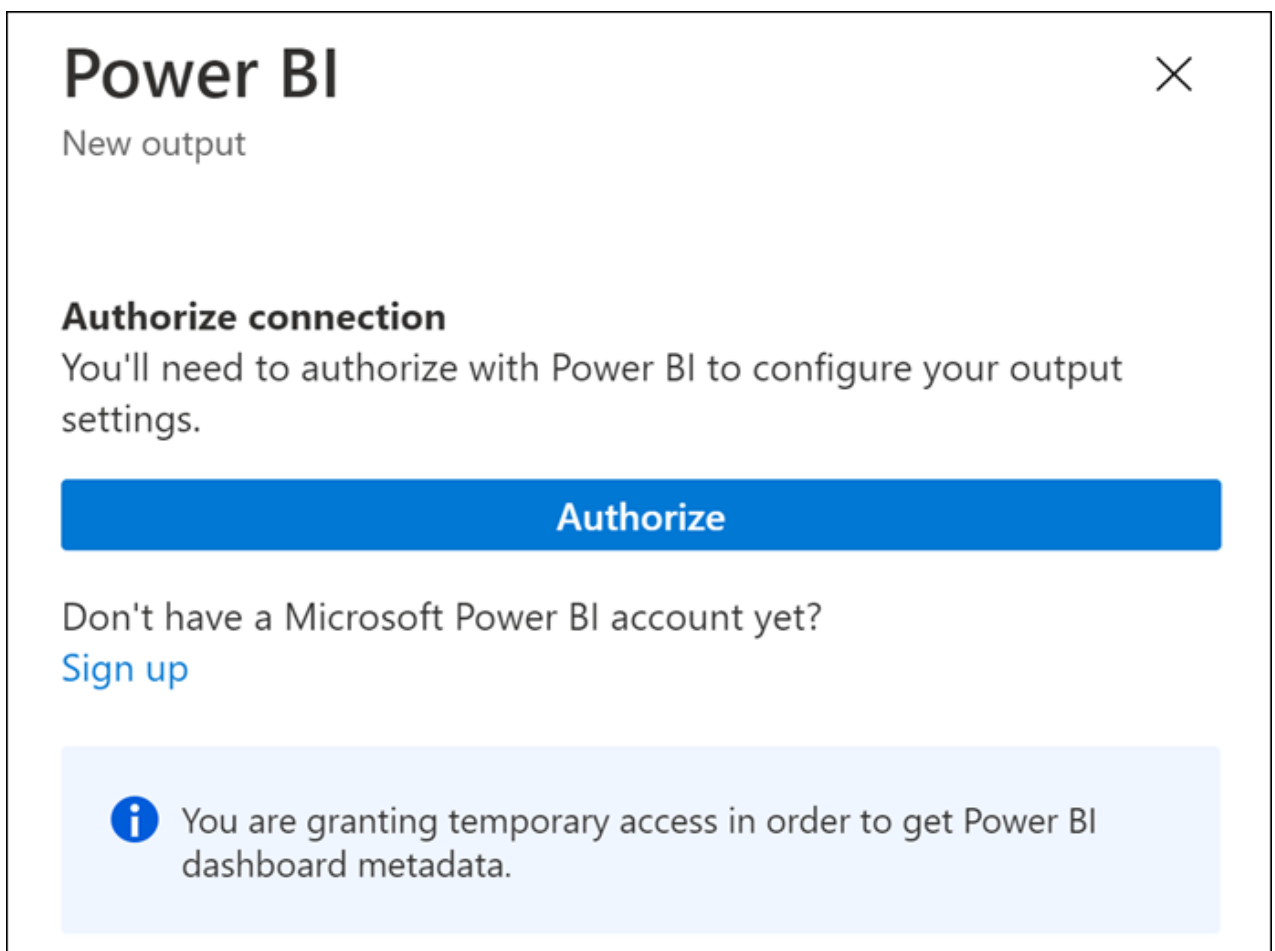 Power BI
New output
Authorize connection
You'll need to authorize with Power BI to configure your output
settings.
Authorize
Don't have a Microsoft Power BI account yet?
Sign up
You are granting temporary access in order to get Power BI
dashboard metadata.